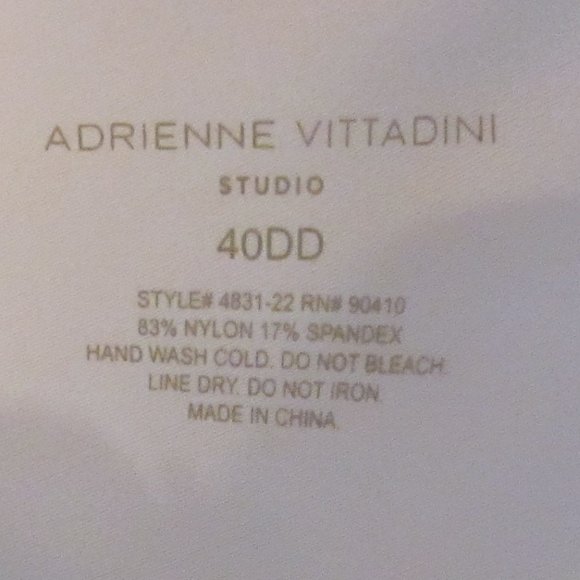 ADRIENNE VITTADINI
STUDIO
40DD
STYLE# 4831-22 RN# 90410
83% NYLON 17% SPANDEX
HAND WASH COLD. DO NOT BLEACH.
LINE DRY. DO NOT IRON.
MADE IN CHINA.